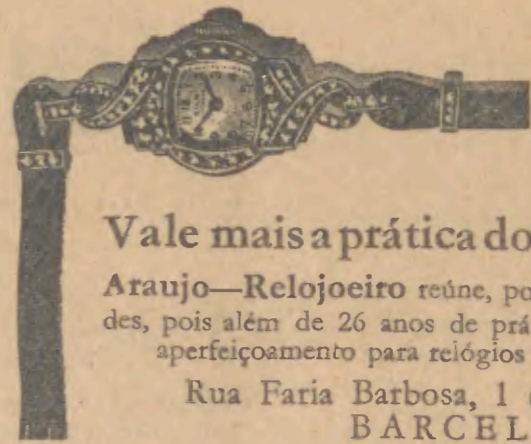 Vale mais a prática do
Araujo—Relojoeiro reúne, po
des, pois além de 26 anos de prá
aperfeiçoamento para relógios
Rua Faria Barbosa, 1
BARCEL